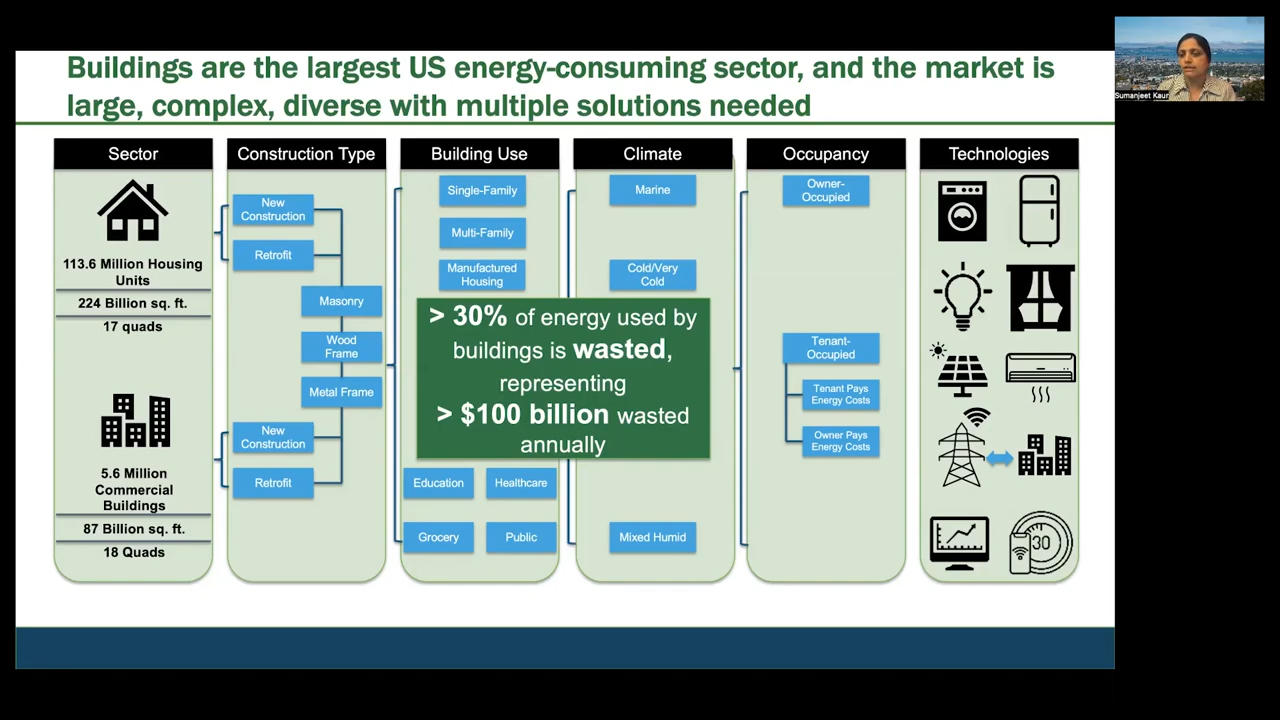 Buildings are the largest US energy-consuming sector, and the market is
large, complex, diverse with multiple solutions needed
Sumanjeet Kaur
Sector
113.6 Million Housing
Units
224 Billion sq. ft.
17 quads
5.6 Million
Commercial
Buildings
87 Billion sq. ft.
18 Quads
Construction Type
New
Construction
Retrofit
Masonry
Wood
Frame
Metal Frame
New
Construction
Retrofit
Building Use
Single-Family
Multi-Family
Manufactured
Housing
> 30% of energy used by
buildings is wasted,
representing
> $100 billion wasted
annually
Education
Healthcare
Grocery
Public
Climate
Marine
Cold/Very
Cold
Mixed Humid
Occupancy
Owner-
Occupied
Tenant-
Occupied
Tenant Pays
Energy Costs
Owner Pays
Energy Costs
Technologies
30